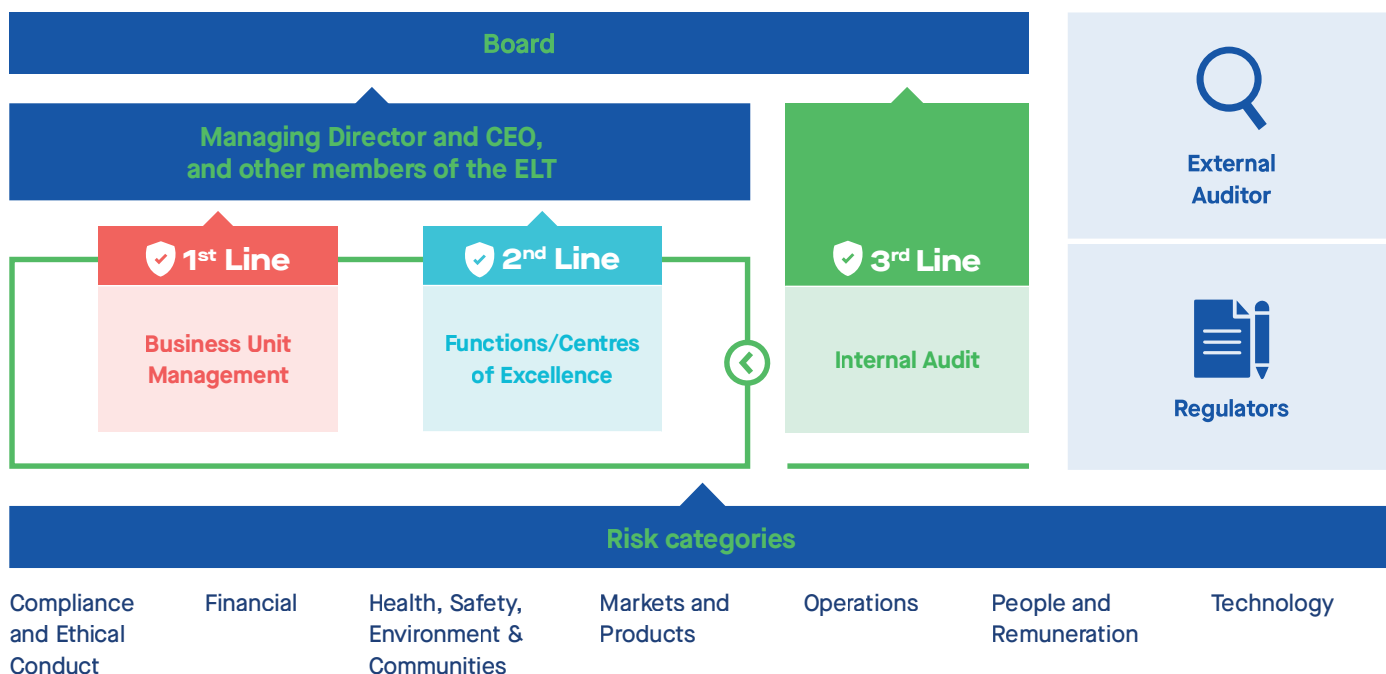 Board
Managing Director and CEO,
and other members of the ELT
1st Line
Business Unit
Management
2nd Line
Functions/Centres
of Excellence
3rd Line
Internal Audit
External
Auditor
Regulators
Risk categories
Compliance
and Ethical
Conduct
Financial
Health, Safety,
Environment &
Communities
Markets and
Products
Operations
People and
Remuneration
Technology